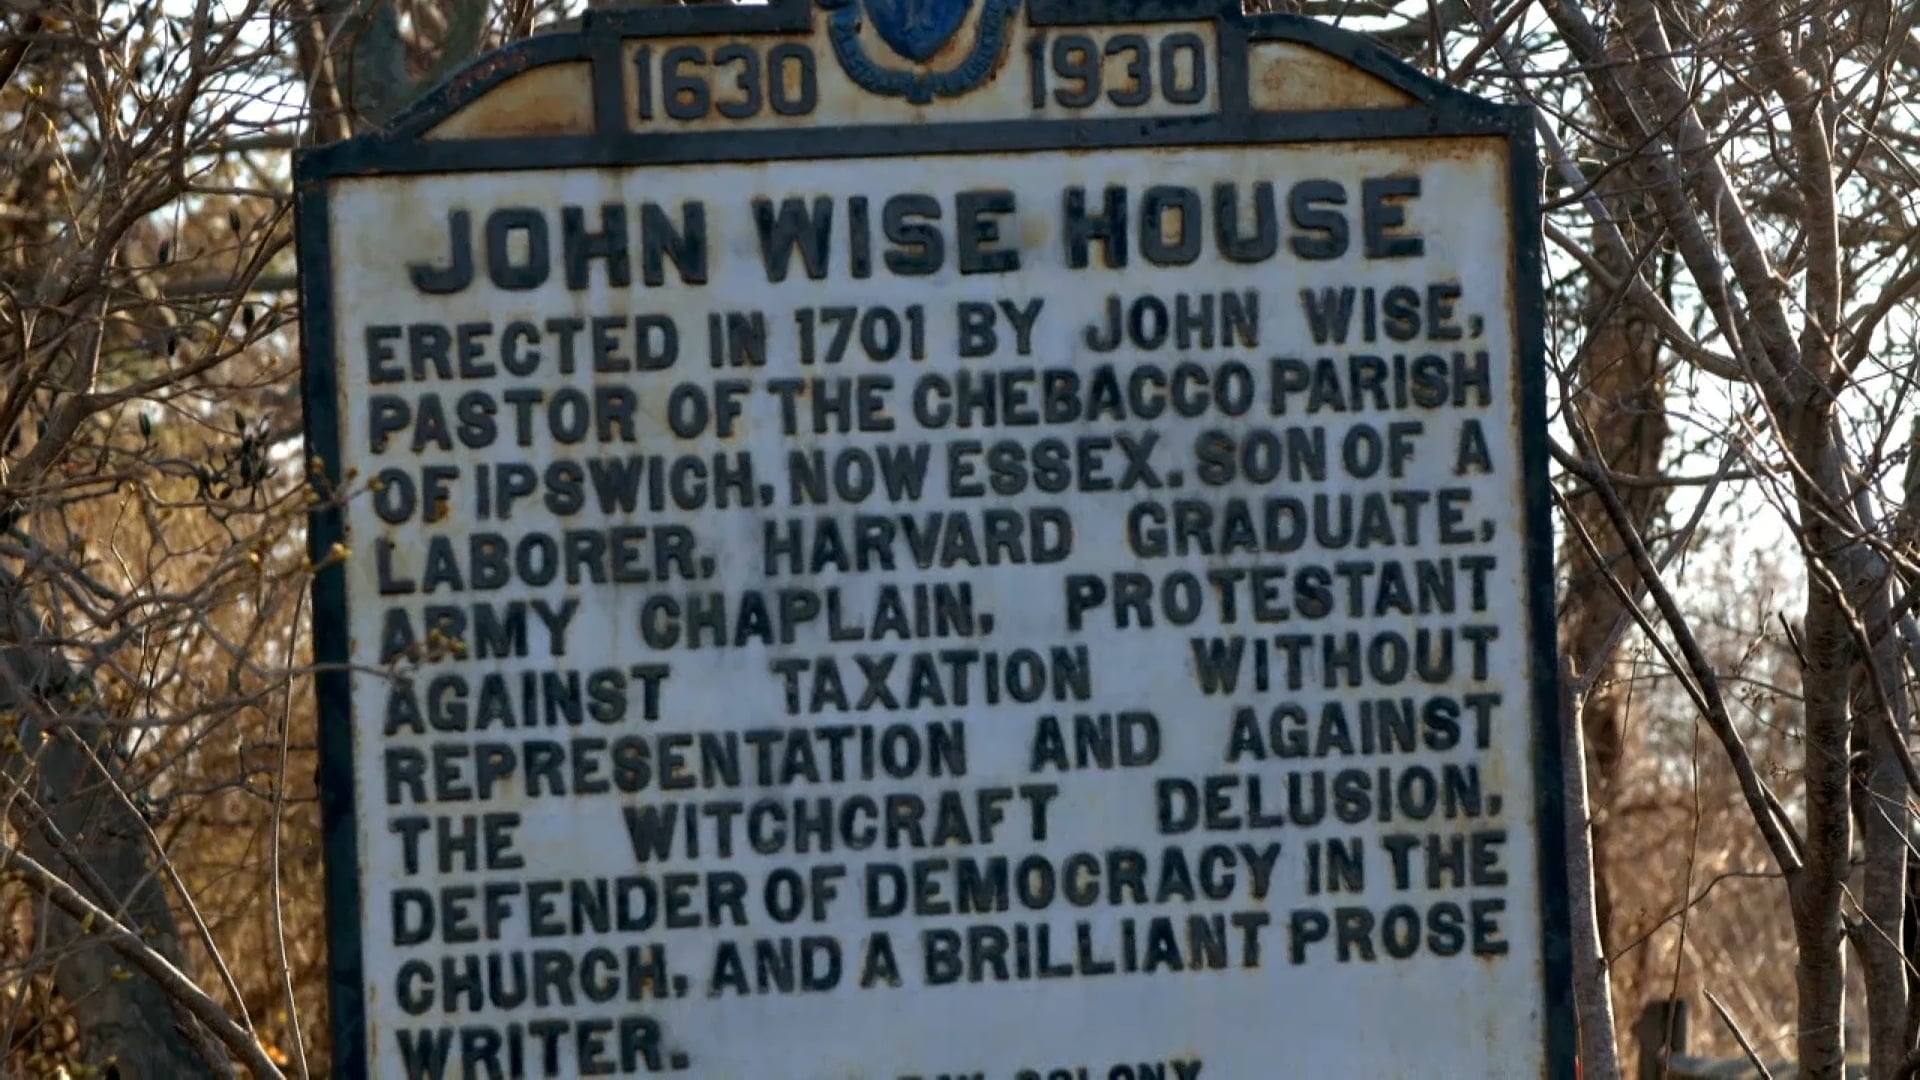 1630 1930
JOHN WISE HOUSE
ERECTED IN 1701 BY JOHN WISE,
PASTOR OF THE CHEBACCO PARISH
OF IPSWICH, NOW ESSEX. SON OF A
LABORER, HARVARD GRADUATE,
ARMY CHAPLAIN, PROTESTANT
AGAINST TAXATION WITHOUT
REPRESENTATION AND AGAINST
THE WITCHCRAFT DELUSION,
DEFENDER OF DEMOCRACY IN THE
CHURCH, AND A BRILLIANT PROSE
WRITER.
BAY COLONY